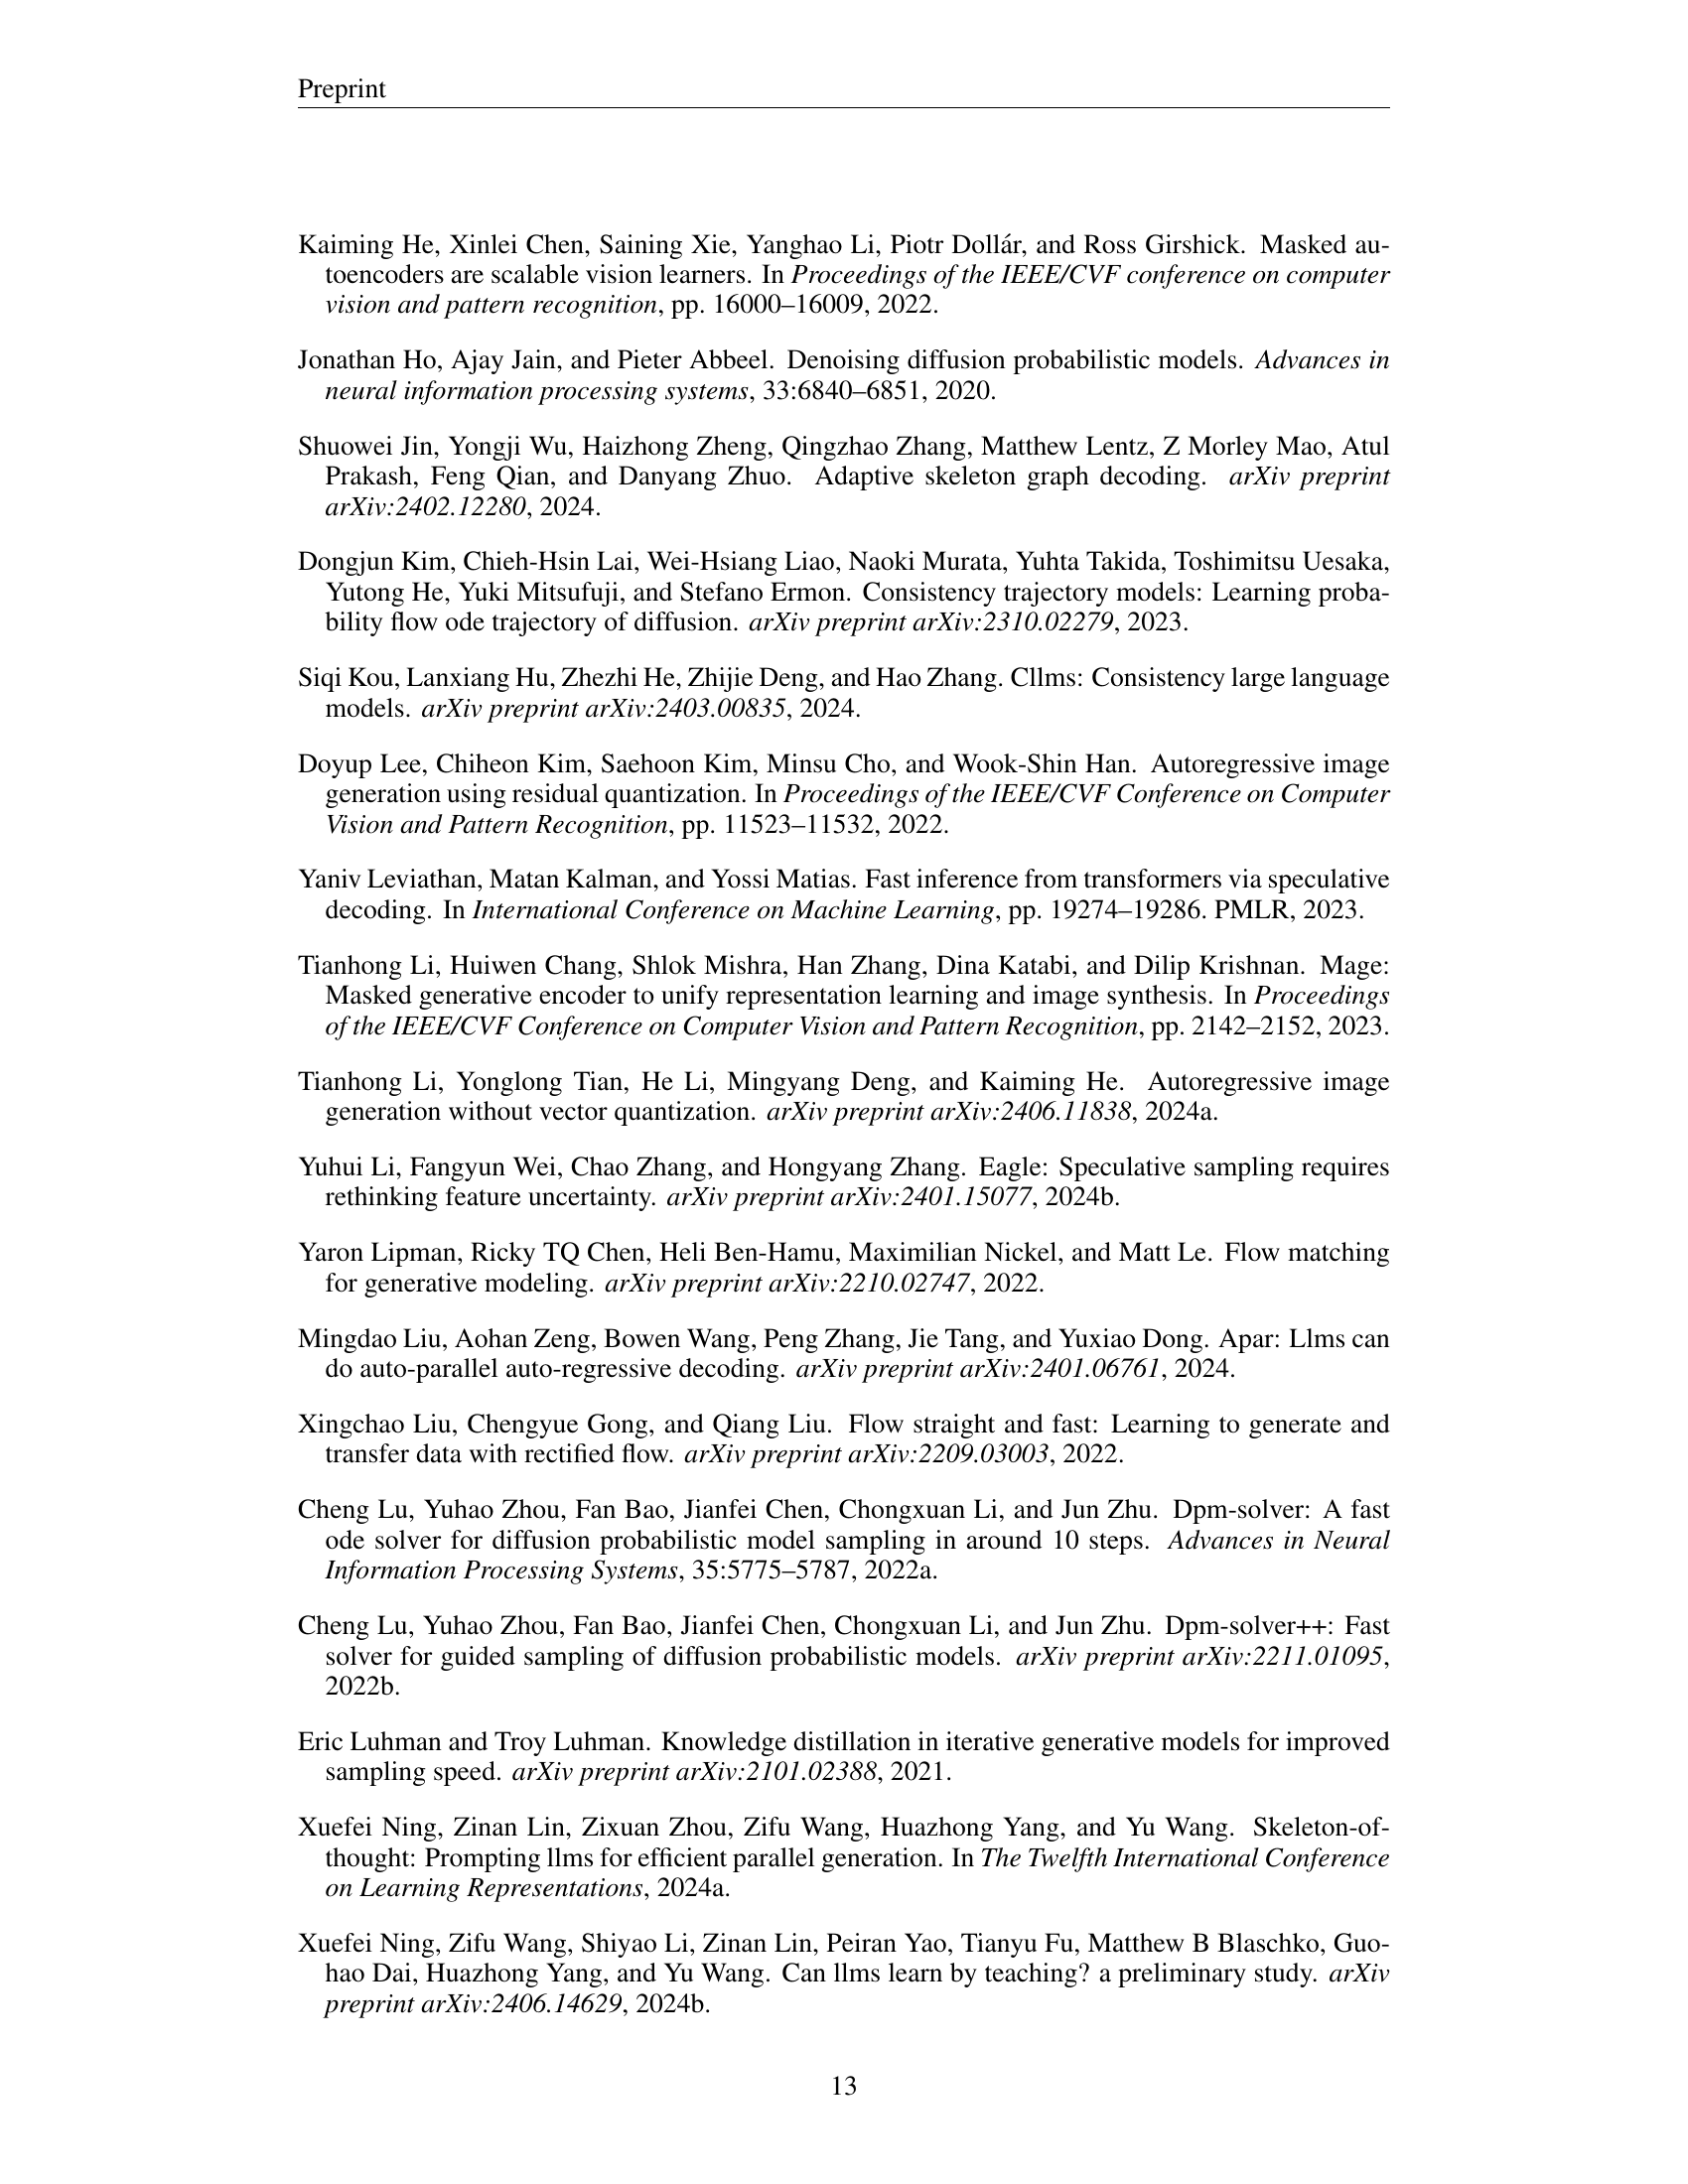 Preprint
Kaiming He, Xinlei Chen, Saining Xie, Yanghao Li, Piotr Dollár, and Ross Girshick. Masked au-
toencoders are scalable vision learners. In Proceedings of the IEEE/CVF conference on computer
vision and pattern recognition, pp. 16000–16009, 2022.
Jonathan Ho, Ajay Jain, and Pieter Abbeel. Denoising diffusion probabilistic models. Advances in
neural information processing systems, 33:6840–6851, 2020.
Shuowei Jin, Yongji Wu, Haizhong Zheng, Qingzhao Zhang, Matthew Lentz, Z Morley Mao, Atul
Prakash, Feng Qian, and Danyang Zhuo. Adaptive skeleton graph decoding. arXiv preprint
arXiv:2402.12280, 2024.
Dongjun Kim, Chieh-Hsin Lai, Wei-Hsiang Liao, Naoki Murata, Yuhta Takida, Toshimitsu Uesaka,
Yutong He, Yuki Mitsufuji, and Stefano Ermon. Consistency trajectory models: Learning proba-
bility flow ode trajectory of diffusion. arXiv preprint arXiv:2310.02279, 2023.
Siqi Kou, Lanxiang Hu, Zhezhi He, Zhijie Deng, and Hao Zhang. Cllms: Consistency large language
models. arXiv preprint arXiv:2403.00835, 2024.
Doyup Lee, Chiheon Kim, Saehoon Kim, Minsu Cho, and Wook-Shin Han. Autoregressive image
generation using residual quantization. In Proceedings of the IEEE/CVF Conference on Computer
Vision and Pattern Recognition, pp. 11523–11532, 2022.
Yaniv Leviathan, Matan Kalman, and Yossi Matias. Fast inference from transformers via speculative
decoding. In International Conference on Machine Learning, pp. 19274–19286. PMLR, 2023.
Tianhong Li, Huiwen Chang, Shlok Mishra, Han Zhang, Dina Katabi, and Dilip Krishnan. Mage:
Masked generative encoder to unify representation learning and image synthesis. In Proceedings
of the IEEE/CVF Conference on Computer Vision and Pattern Recognition, pp. 2142–2152, 2023.
Tianhong Li, Yonglong Tian, He Li, Mingyang Deng, and Kaiming He. Autoregressive image
generation without vector quantization. arXiv preprint arXiv:2406.11838, 2024a.
Yuhui Li, Fangyun Wei, Chao Zhang, and Hongyang Zhang. Eagle: Speculative sampling requires
rethinking feature uncertainty. arXiv preprint arXiv:2401.15077, 2024b.
Yaron Lipman, Ricky TQ Chen, Heli Ben-Hamu, Maximilian Nickel, and Matt Le. Flow matching
for generative modeling. arXiv preprint arXiv:2210.02747, 2022.
Mingdao Liu, Aohan Zeng, Bowen Wang, Peng Zhang, Jie Tang, and Yuxiao Dong. Apar: Llms can
do auto-parallel auto-regressive decoding. arXiv preprint arXiv:2401.06761, 2024.
Xingchao Liu, Chengyue Gong, and Qiang Liu. Flow straight and fast: Learning to generate and
transfer data with rectified flow. arXiv preprint arXiv:2209.03003, 2022.
Cheng Lu, Yuhao Zhou, Fan Bao, Jianfei Chen, Chongxuan Li, and Jun Zhu. Dpm-solver: A fast
ode solver for diffusion probabilistic model sampling in around 10 steps. Advances in Neural
Information Processing Systems, 35:5775–5787, 2022a.
Cheng Lu, Yuhao Zhou, Fan Bao, Jianfei Chen, Chongxuan Li, and Jun Zhu. Dpm-solver++: Fast
solver for guided sampling of diffusion probabilistic models. arXiv preprint arXiv:2211.01095,
2022b.
Eric Luhman and Troy Luhman. Knowledge distillation in iterative generative models for improved
sampling speed. arXiv preprint arXiv:2101.02388, 2021.
Xuefei Ning, Zinan Lin, Zixuan Zhou, Zifu Wang, Huazhong Yang, and Yu Wang. Skeleton-of-
thought: Prompting llms for efficient parallel generation. In The Twelfth International Conference
on Learning Representations, 2024a.
Xuefei Ning, Zifu Wang, Shiyao Li, Zinan Lin, Peiran Yao, Tianyu Fu, Matthew B Blaschko, Guo-
hao Dai, Huazhong Yang, and Yu Wang. Can llms learn by teaching? a preliminary study. arXiv
preprint arXiv:2406.14629, 2024b.
13